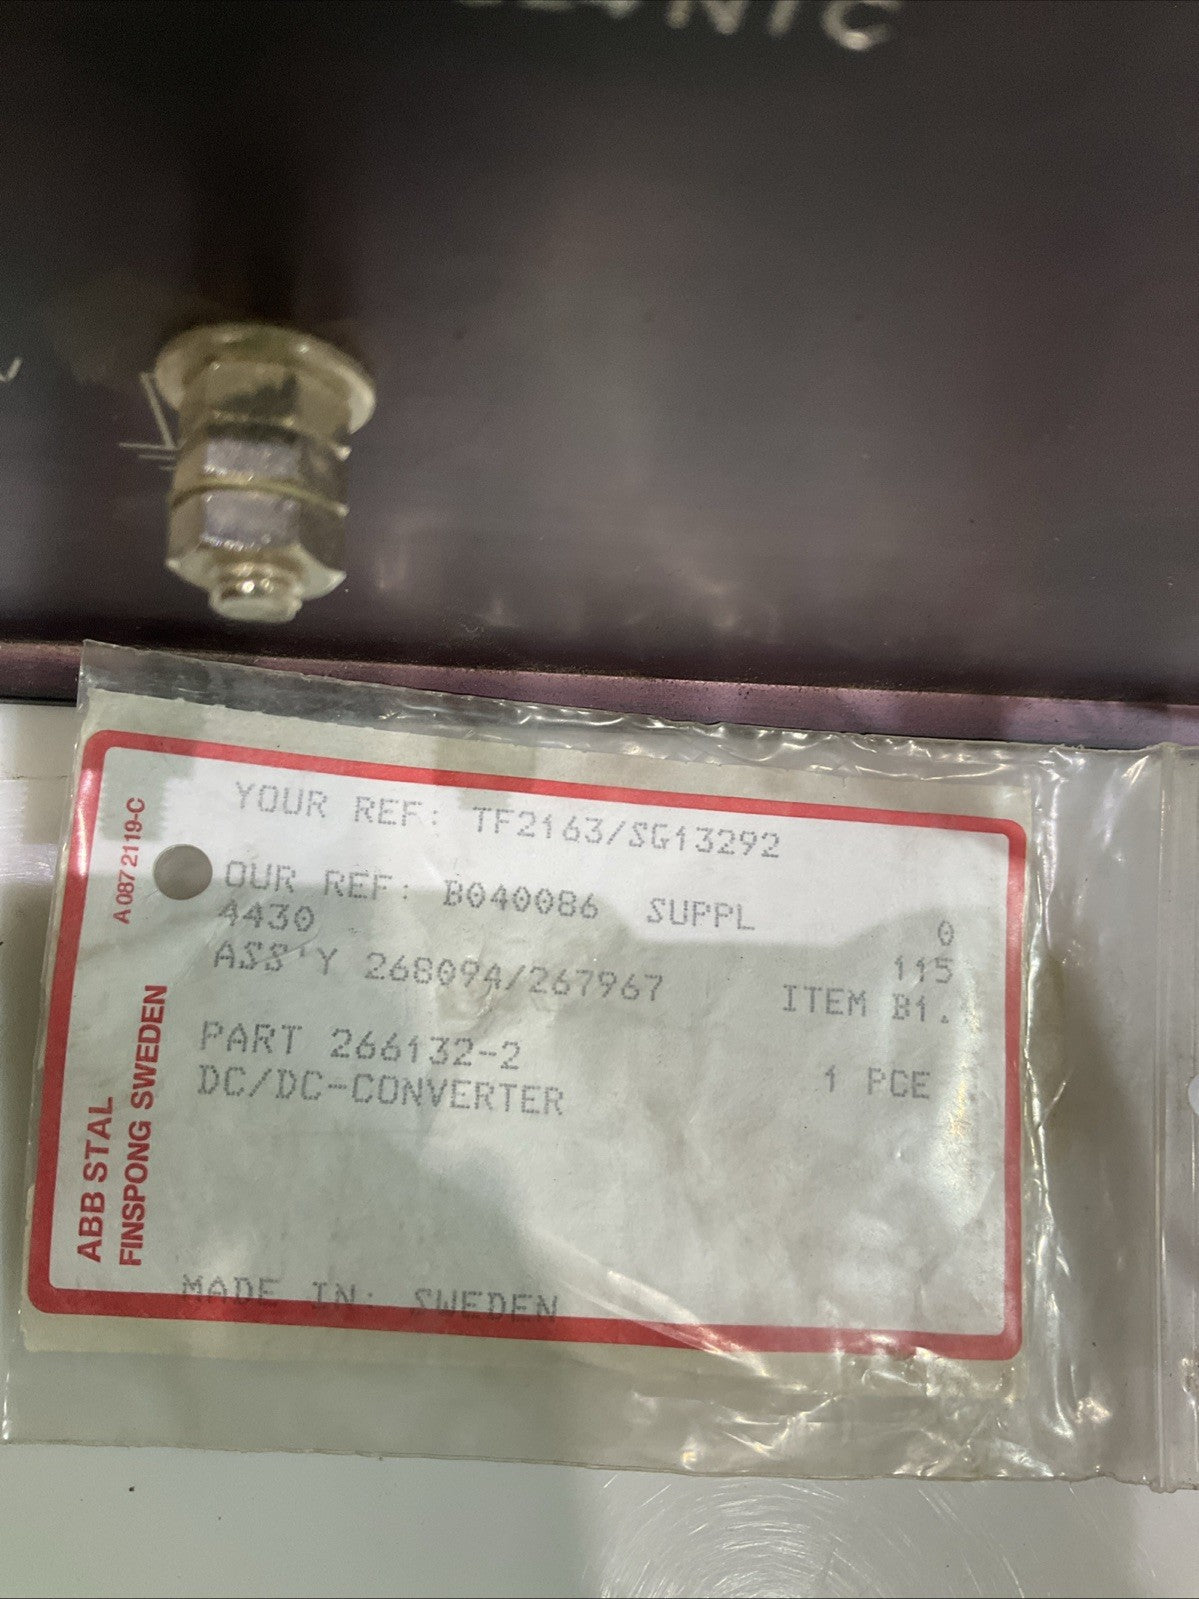 NIC
YOUR REF: TF2163/SG13292
OUR REF: B040086 SUPPL 0
4430 115
ASS'Y 268094/267967 ITEM B1.
PART 266132-2
DC/DC-CONVERTER 1 PCE
MADE IN: SWEDEN
A 087 2119-C
ABB STAL
FINSPONG SWEDEN